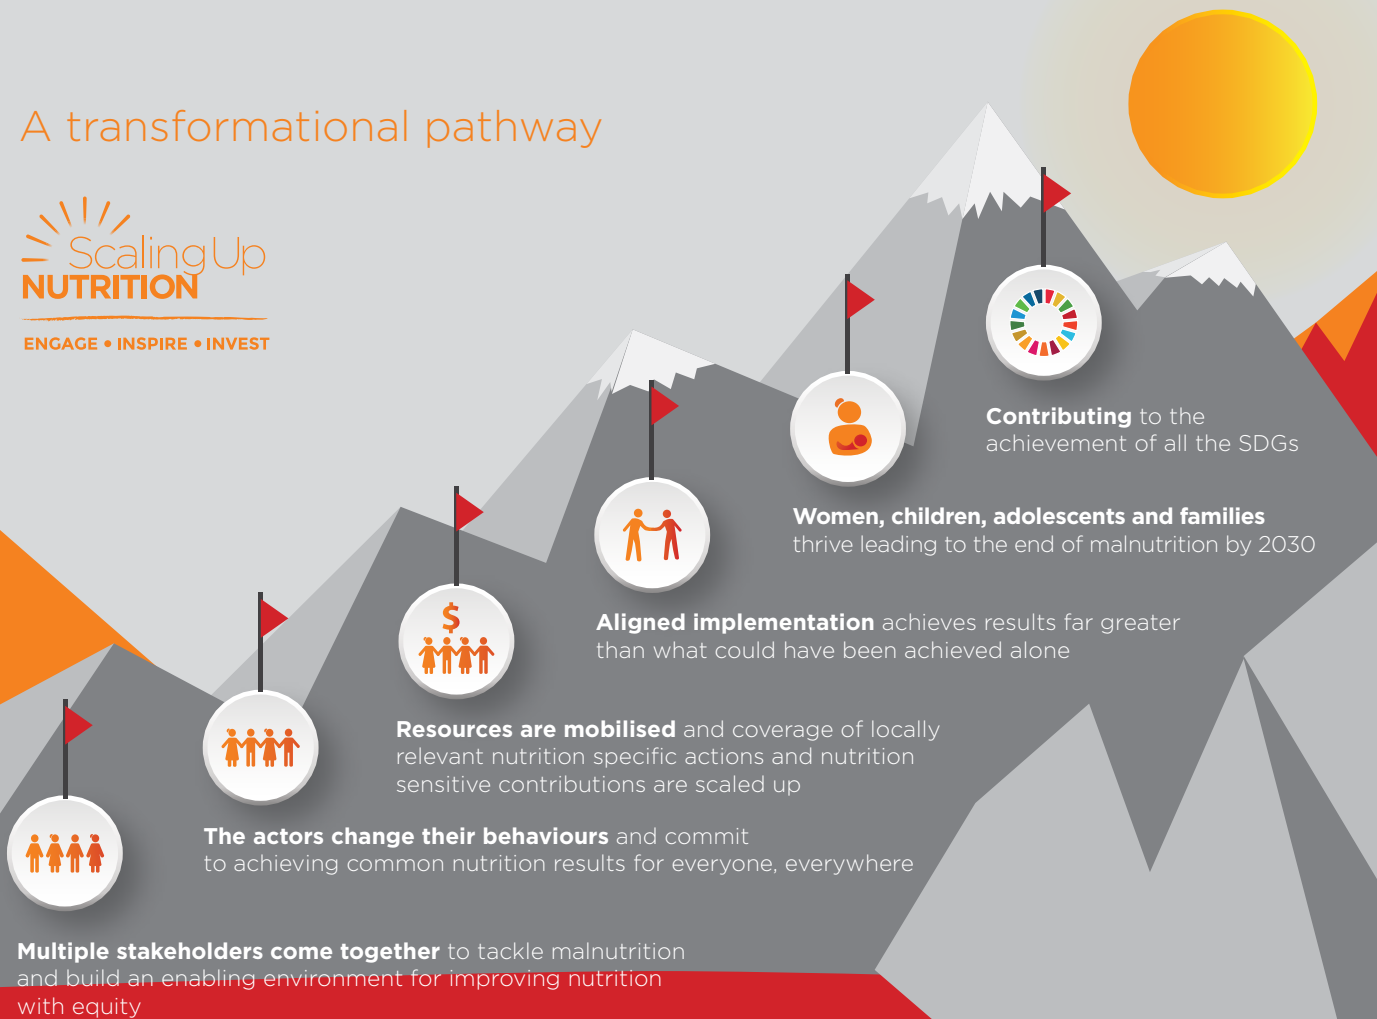 A transformational pathway
Scaling Up
NUTRITION
ENGAGE • INSPIRE • INVEST
Contributing to the
achievement of all the SDGs
Women, children, adolescents and families
thrive leading to the end of malnutrition by 2030
Aligned implementation achieves results far greater
than what could have been achieved alone
$
Resources are mobilised and coverage of locally
relevant nutrition specific actions and nutrition
sensitive contributions are scaled up
The actors change their behaviours and commit
to achieving common nutrition results for everyone, everywhere
Multiple stakeholders come together to tackle malnutrition
and build an enabling environment for improving nutrition
with equity